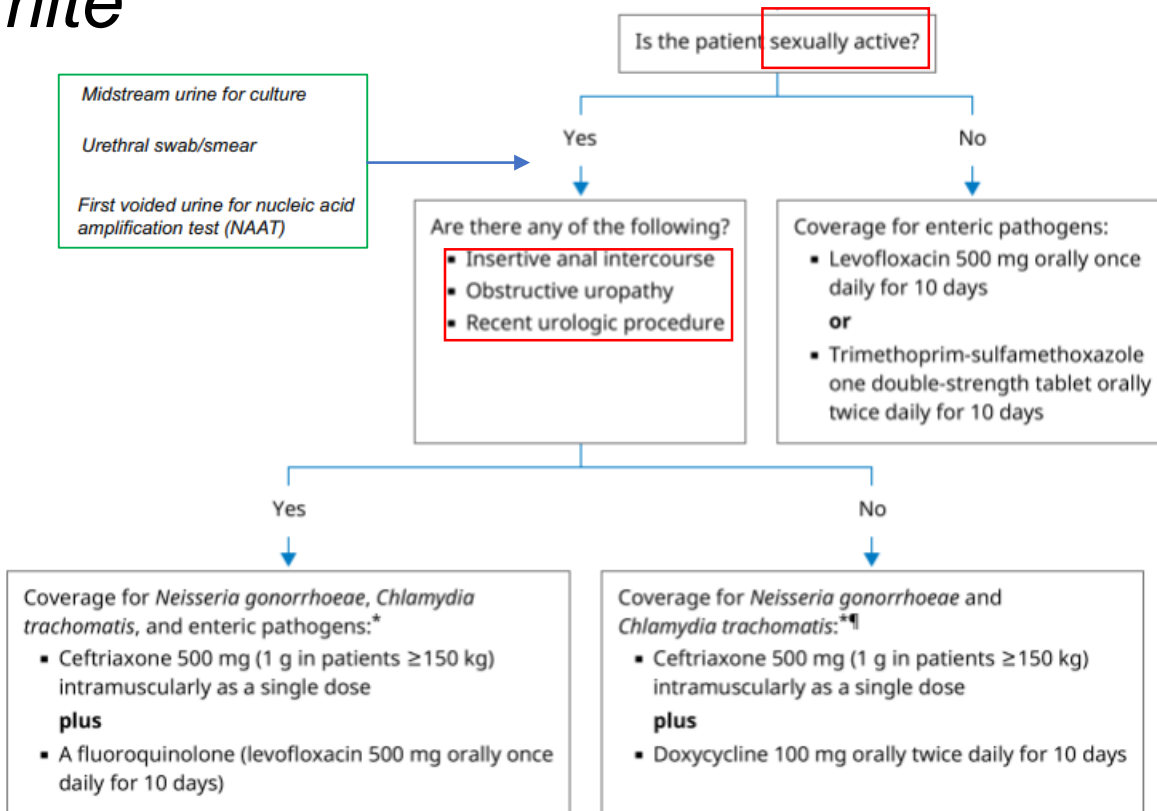 nite
Is the patient sexually active?
Midstream urine for culture
Urethral swab/smear
First voided urine for nucleic acid
amplification test (NAAT)
Yes
No
Are there any of the following?
▪ Insertive anal intercourse
▪ Obstructive uropathy
▪ Recent urologic procedure
Coverage for enteric pathogens:
▪ Levofloxacin 500 mg orally once
daily for 10 days
or
▪ Trimethoprim-sulfamethoxazole
one double-strength tablet orally
twice daily for 10 days
Yes
No
Coverage for Neisseria gonorrhoeae, Chlamydia
trachomatis, and enteric pathogens:*
▪ Ceftriaxone 500 mg (1 g in patients ≥150 kg)
intramuscularly as a single dose
plus
▪ A fluoroquinolone (levofloxacin 500 mg orally once
daily for 10 days)
Coverage for Neisseria gonorrhoeae and
Chlamydia trachomatis:*¶
▪ Ceftriaxone 500 mg (1 g in patients ≥150 kg)
intramuscularly as a single dose
plus
▪ Doxycycline 100 mg orally twice daily for 10 days